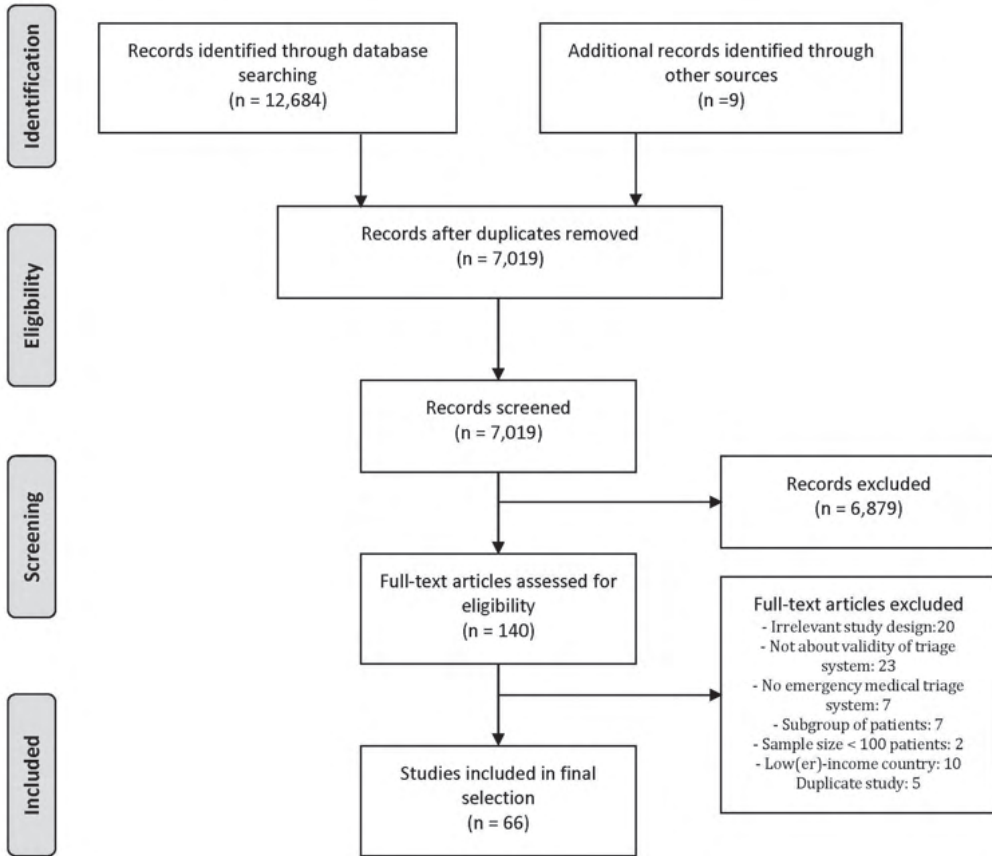 Identification
Records identified through database
searching
(n = 12,684)
Additional records identified through
other sources
(n =9)
Eligibility
Records after duplicates removed
(n = 7,019)
Records screened
(n = 7,019)
Screening
Records excluded
(n = 6,879)
Full-text articles assessed for
eligibility
(n = 140)
Full-text articles excluded
- Irrelevant study design:20
- Not about validity of triage
system: 23
- No emergency medical triage
system: 7
- Subgroup of patients: 7
- Sample size < 100 patients: 2
- Low(er)-income country: 10
Duplicate study: 5
Included
Studies included in final
selection
(n = 66)